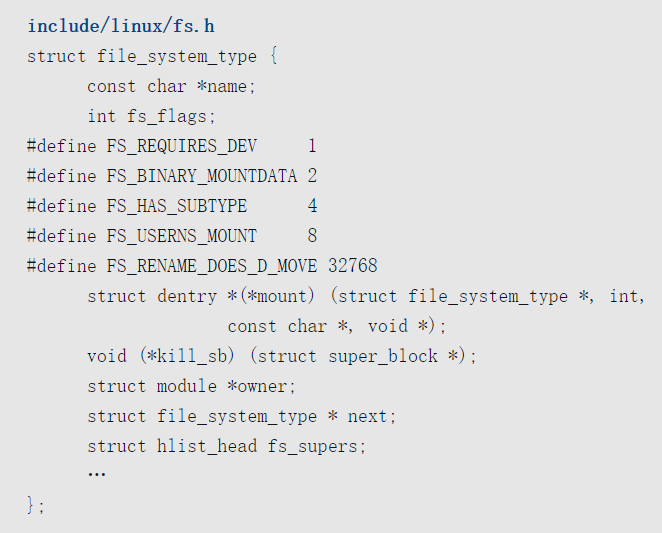 include/linux/fs.h
struct file_system_type {
const char *name;
int fs_flags;
#define FS_REQUIRES_DEV 1
#define FS_BINARY_MOUNTDATA 2
#define FS_HAS_SUBTYPE 4
#define FS_USERNS_MOUNT 8
#define FS_RENAME_DOES_D_MOVE 32768
struct dentry *(*mount) (struct file_system_type *, int,
const char *, void *);
void (*kill_sb) (struct super_block *);
struct module *owner;
struct file_system_type * next;
struct hlist_head fs_supers;
…
};